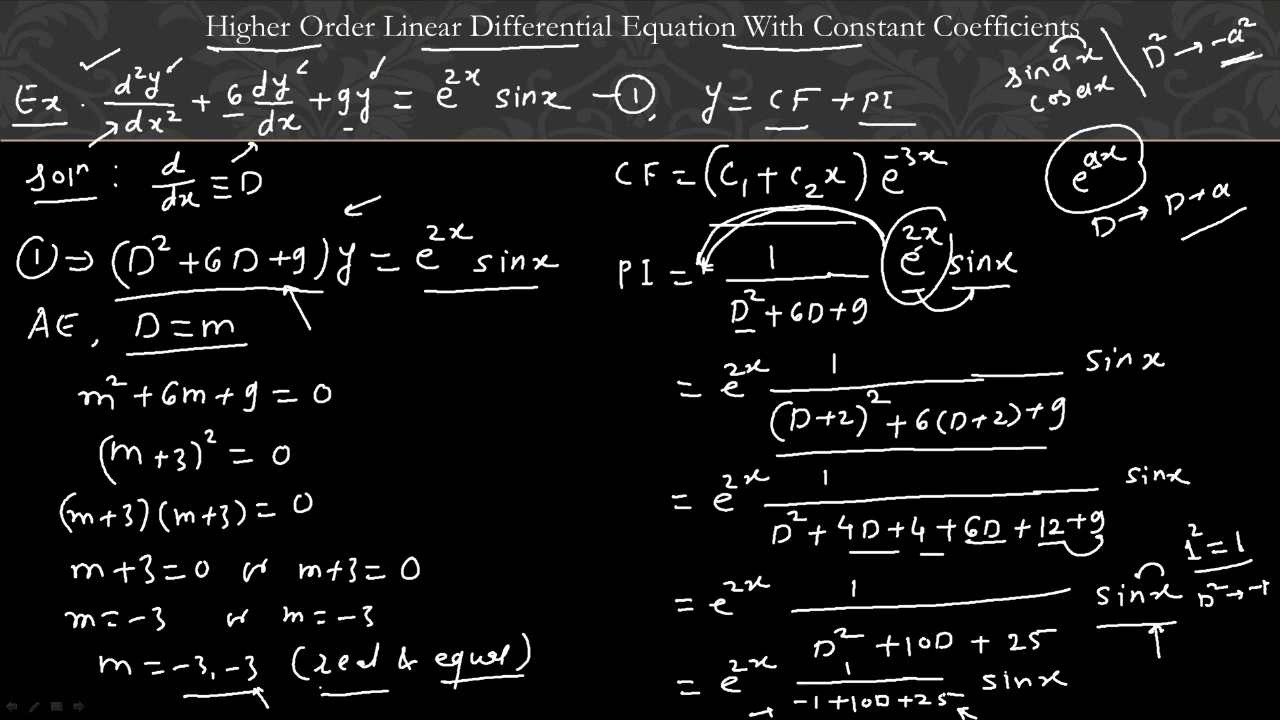 Higher Order Linear Differential Equation With Constant Coefficients
Ex. d²y/dx² + 6 dy/dx + 9y = e^{2x} sinx —①, y = CF + PI
sin ax
cos ax
D² → -a²
Solⁿ : d/dx ≡ D
① ⇒ (D² + 6D + 9) y = e^{2x} sinx
AE, D = m
m² + 6m + 9 = 0
(m + 3)² = 0
(m+3)(m+3) = 0
m + 3 = 0 or m + 3 = 0
m = -3 or m = -3
m = -3, -3 (real & equal)
CF = (C₁ + C₂x) e^{-3x}
e^{ax}
D → D + a
PI = 1/(D² + 6D + 9) e^{2x} sinx
= e^{2x} 1/((D+2)² + 6(D+2) + 9) sinx
= e^{2x} 1/(D² + 4D + 4 + 6D + 12 + 9) sinx
= e^{2x} 1/(D² + 10D + 25) sinx
1² = 1
D² → -1
= e^{2x} 1/(-1 + 10D + 25) sinx